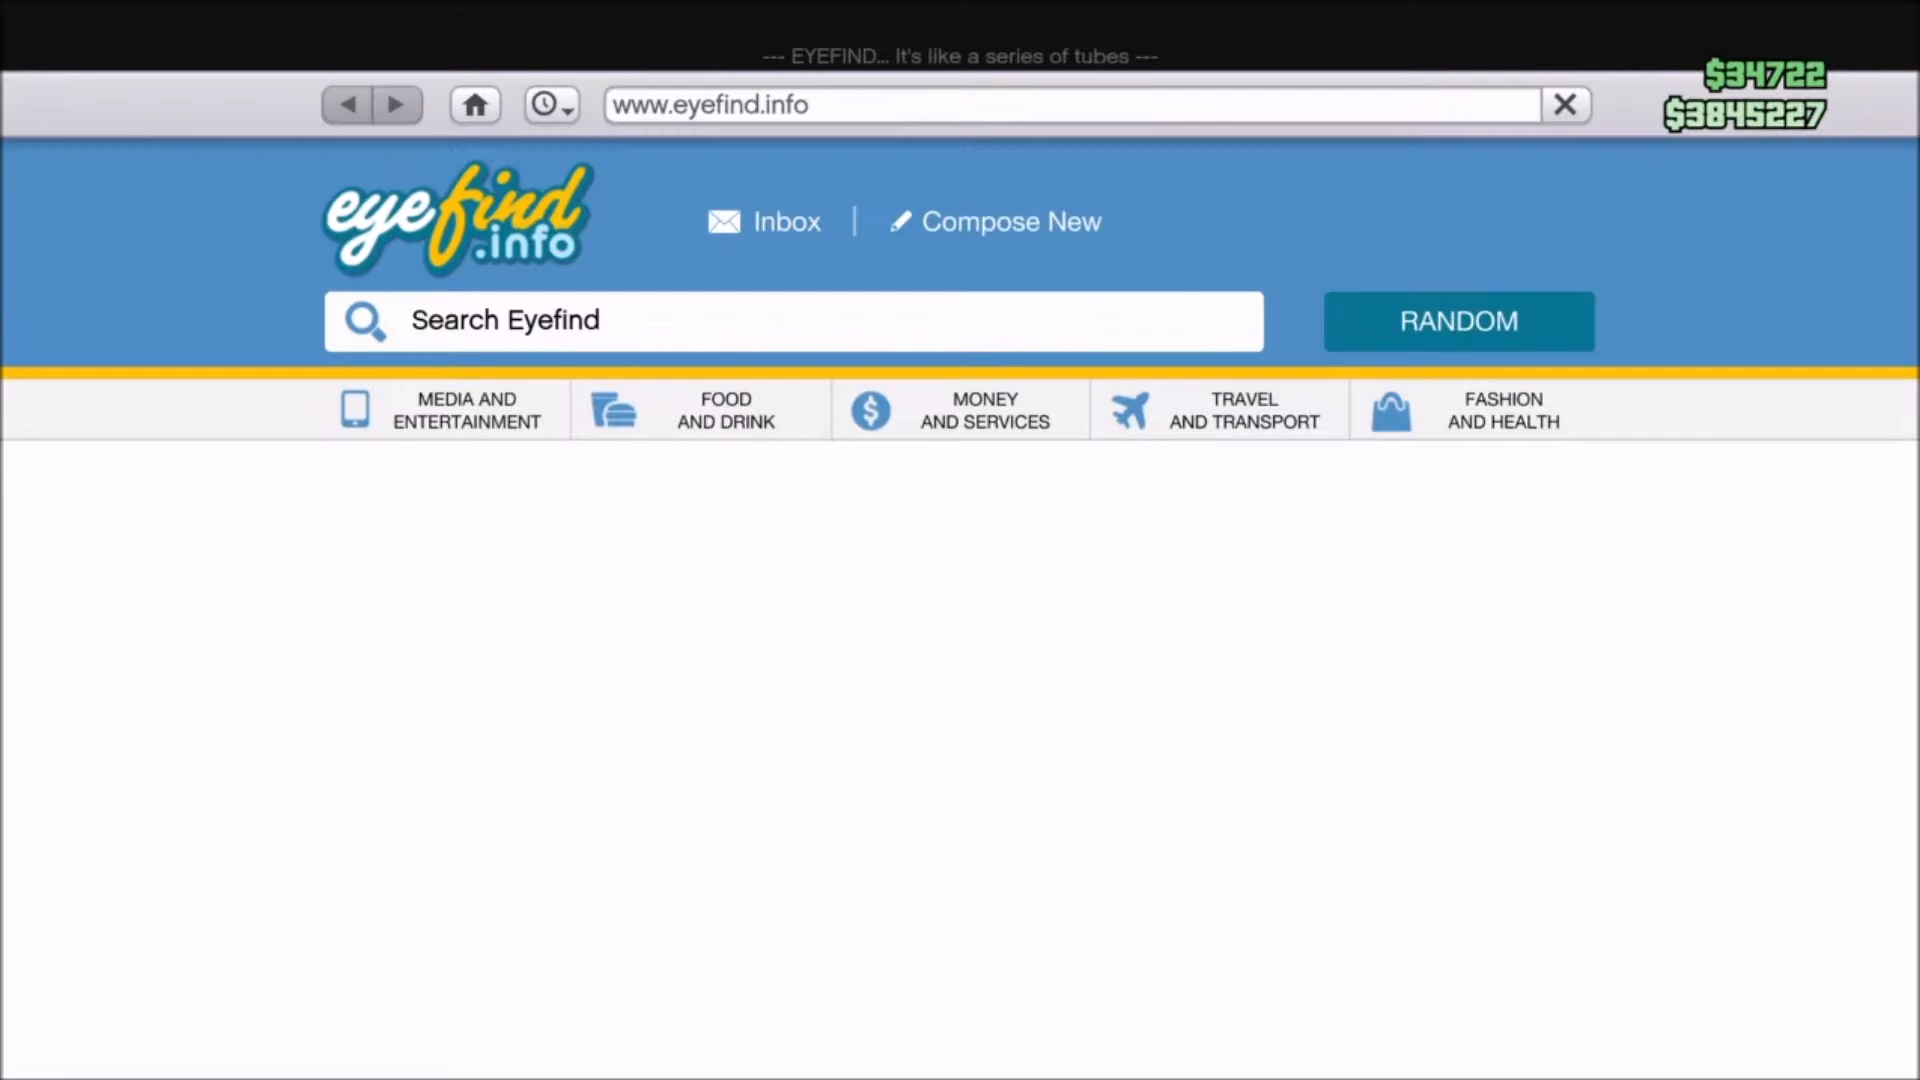 --- EYEFIND... It's like a series of tubes ---
$34722
www.eyefind.info
$3845227
eyefind
.info
Inbox
Compose New
Search Eyefind
RANDOM
MEDIA AND
ENTERTAINMENT
FOOD
AND DRINK
MONEY
AND SERVICES
TRAVEL
AND TRANSPORT
FASHION
AND HEALTH